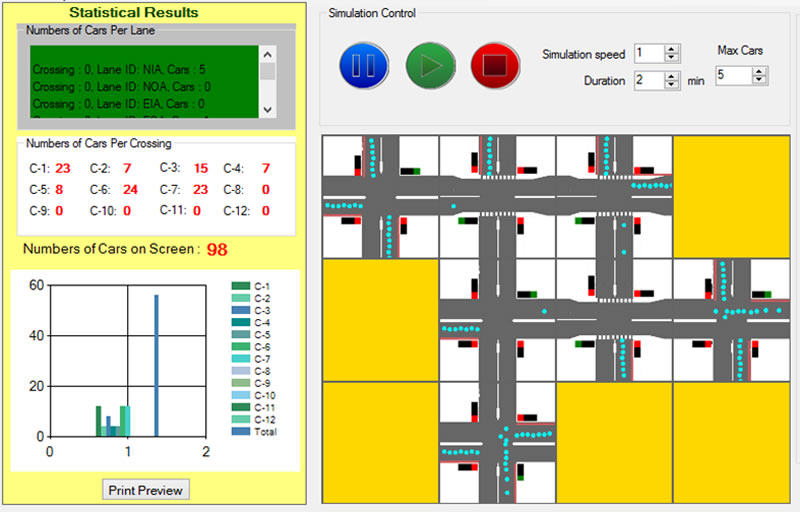 Statistical Results
Numbers of Cars Per Lane
Crossing : 0, Lane ID: NIA, Cars : 5
Crossing : 0, Lane ID: NOA, Cars : 0
Crossing : 0, Lane ID: EIA, Cars : 0
Numbers of Cars Per Crossing
C-1: 23 C-2: 7 C-3: 15 C-4: 7
C-5: 8 C-6: 24 C-7: 23 C-8: 0
C-9: 0 C-10: 0 C-11: 0 C-12: 0
Numbers of Cars on Screen : 98
60
40
20
0
0 1 2
C-1
C-2
C-3
C-4
C-5
C-6
C-7
C-8
C-9
C-10
C-11
C-12
Total
Print Preview
Simulation Control
Simulation speed 1
Duration 2 min
Max Cars
5